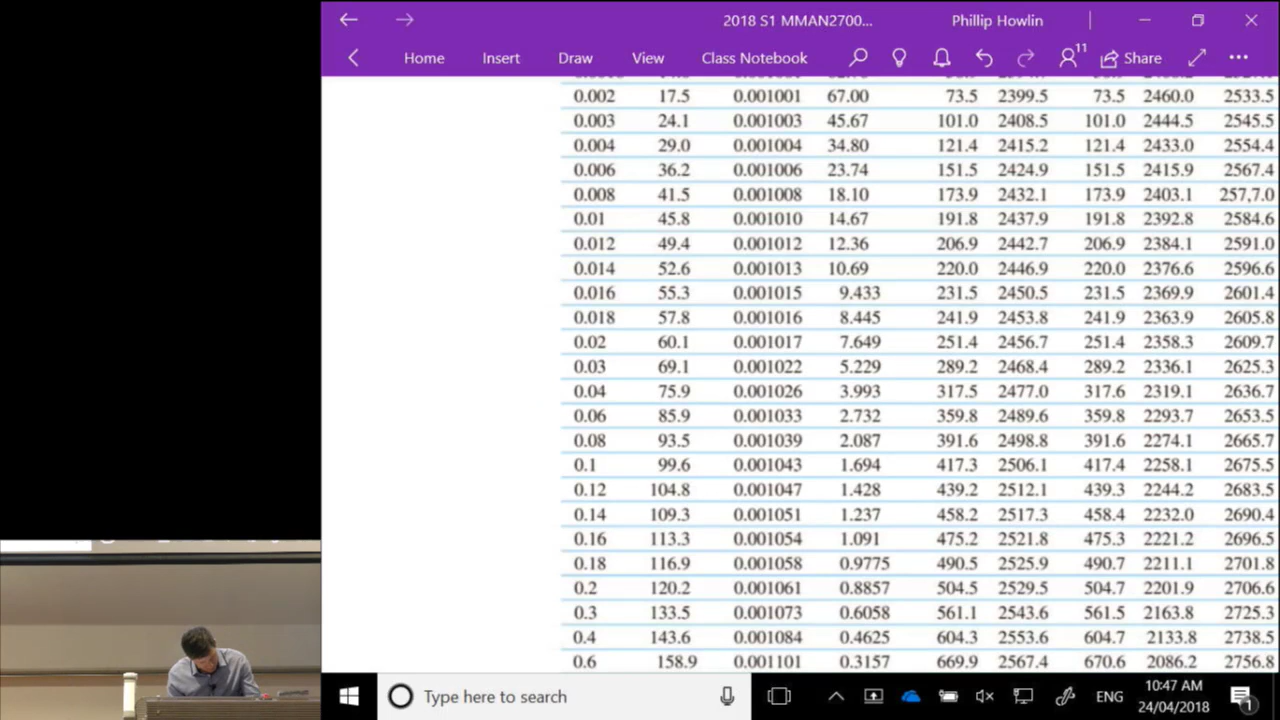 2018 S1 MMAN2700... Phillip Howlin
Home Insert Draw View Class Notebook 11 Share
0.002 17.5 0.001001 67.00 73.5 2399.5 73.5 2460.0 2533.5
0.003 24.1 0.001003 45.67 101.0 2408.5 101.0 2444.5 2545.5
0.004 29.0 0.001004 34.80 121.4 2415.2 121.4 2433.0 2554.4
0.006 36.2 0.001006 23.74 151.5 2424.9 151.5 2415.9 2567.4
0.008 41.5 0.001008 18.10 173.9 2432.1 173.9 2403.1 257,7.0
0.01 45.8 0.001010 14.67 191.8 2437.9 191.8 2392.8 2584.6
0.012 49.4 0.001012 12.36 206.9 2442.7 206.9 2384.1 2591.0
0.014 52.6 0.001013 10.69 220.0 2446.9 220.0 2376.6 2596.6
0.016 55.3 0.001015 9.433 231.5 2450.5 231.5 2369.9 2601.4
0.018 57.8 0.001016 8.445 241.9 2453.8 241.9 2363.9 2605.8
0.02 60.1 0.001017 7.649 251.4 2456.7 251.4 2358.3 2609.7
0.03 69.1 0.001022 5.229 289.2 2468.4 289.2 2336.1 2625.3
0.04 75.9 0.001026 3.993 317.5 2477.0 317.6 2319.1 2636.7
0.06 85.9 0.001033 2.732 359.8 2489.6 359.8 2293.7 2653.5
0.08 93.5 0.001039 2.087 391.6 2498.8 391.6 2274.1 2665.7
0.1 99.6 0.001043 1.694 417.3 2506.1 417.4 2258.1 2675.5
0.12 104.8 0.001047 1.428 439.2 2512.1 439.3 2244.2 2683.5
0.14 109.3 0.001051 1.237 458.2 2517.3 458.4 2232.0 2690.4
0.16 113.3 0.001054 1.091 475.2 2521.8 475.3 2221.2 2696.5
0.18 116.9 0.001058 0.9775 490.5 2525.9 490.7 2211.1 2701.8
0.2 120.2 0.001061 0.8857 504.5 2529.5 504.7 2201.9 2706.6
0.3 133.5 0.001073 0.6058 561.1 2543.6 561.5 2163.8 2725.3
0.4 143.6 0.001084 0.4625 604.3 2553.6 604.7 2133.8 2738.5
0.6 158.9 0.001101 0.3157 669.9 2567.4 670.6 2086.2 2756.8
Type here to search ENG 10:47 AM
24/04/2018 1